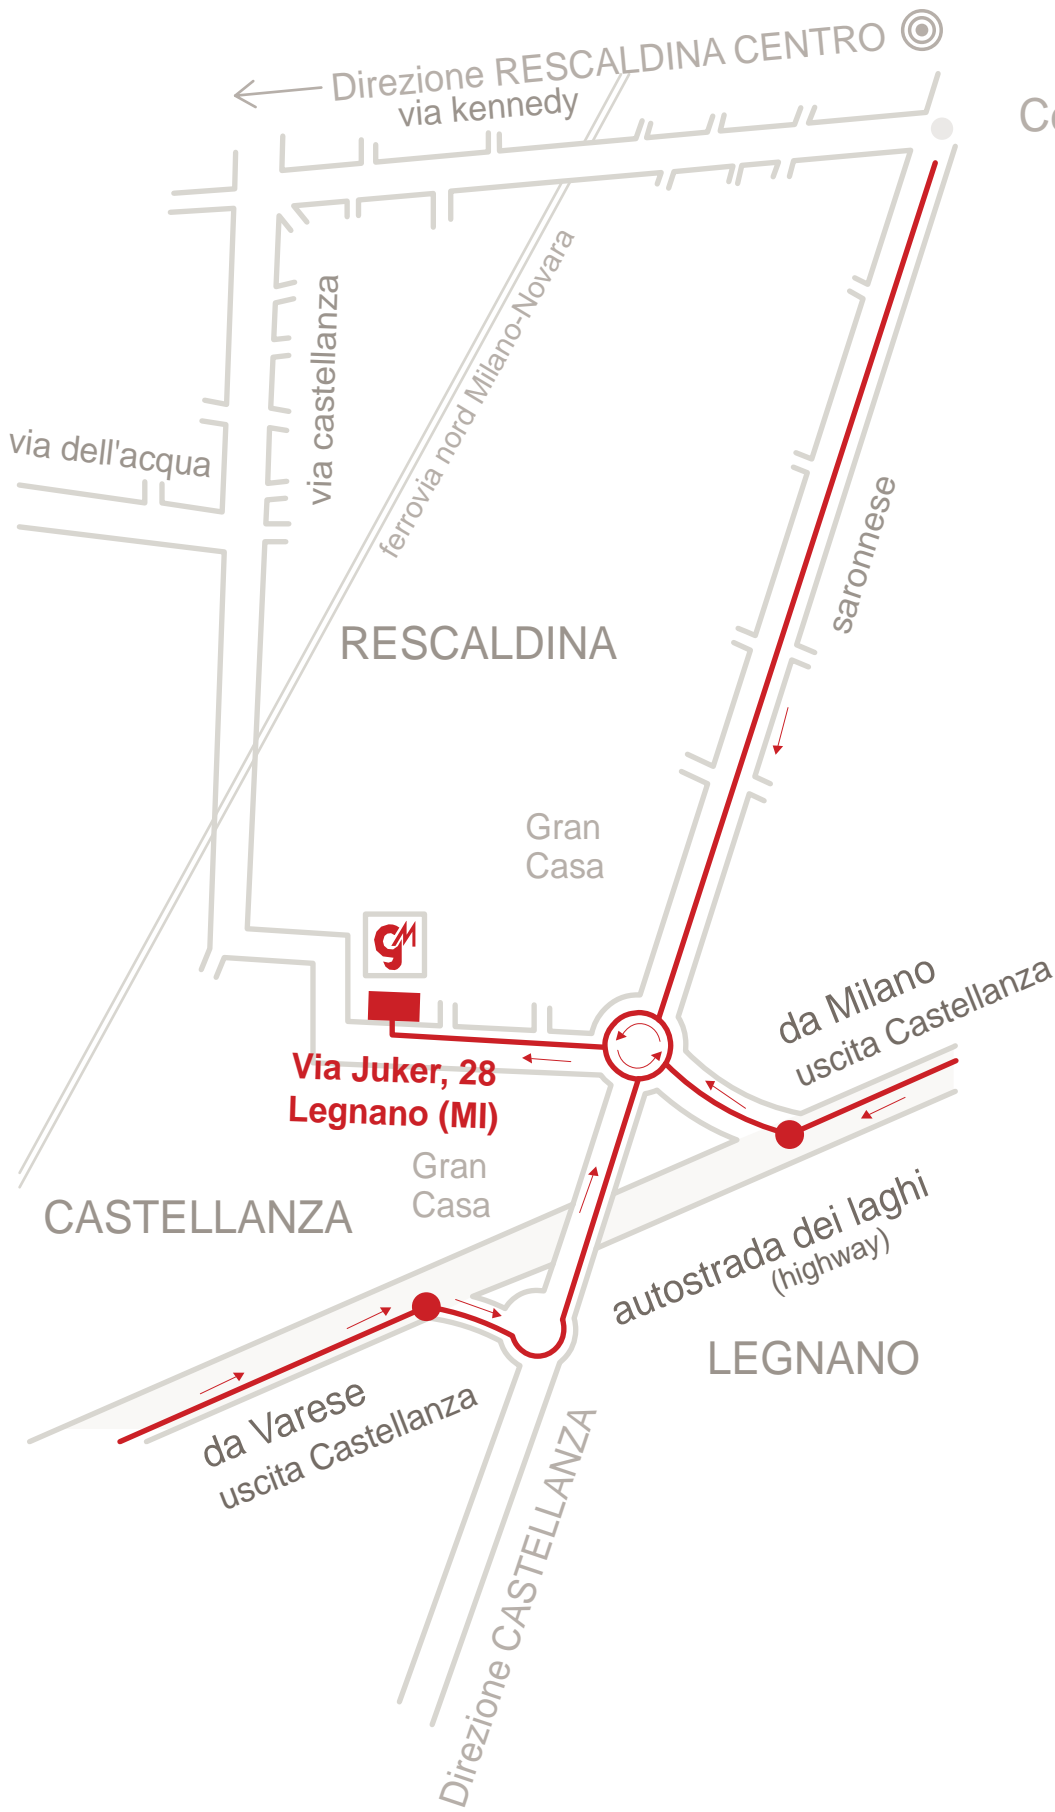 Direzione RESCALDINA CENTRO
via kennedy
via castellanza
ferrovia nord Milano-Novara
via dell'acqua
saronnese
RESCALDINA
Gran
Casa
da Milano
uscita Castellanza
Via Juker, 28
Legnano (MI)
Gran
Casa
CASTELLANZA
autostrada dei laghi
(highway)
LEGNANO
da Varese
uscita Castellanza
Direzione CASTELLANZA